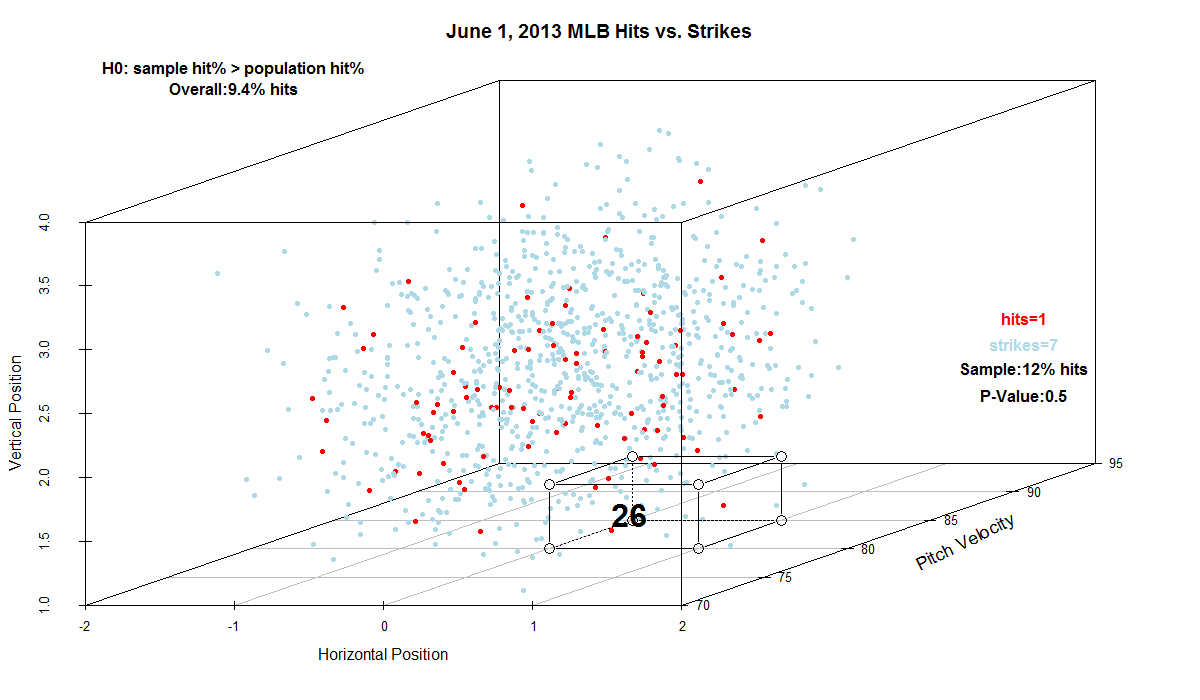 June 1, 2013 MLB Hits vs. Strikes
H0: sample hit% > population hit%
Overall:9.4% hits
4.0
3.5
3.0
2.5
2.0
1.5
1.0
Vertical Position
hits=1
strikes=7
Sample:12% hits
P-Value:0.5
26
95
90
85
80
75
70
Pitch Velocity
-2
-1
0
1
2
Horizontal Position